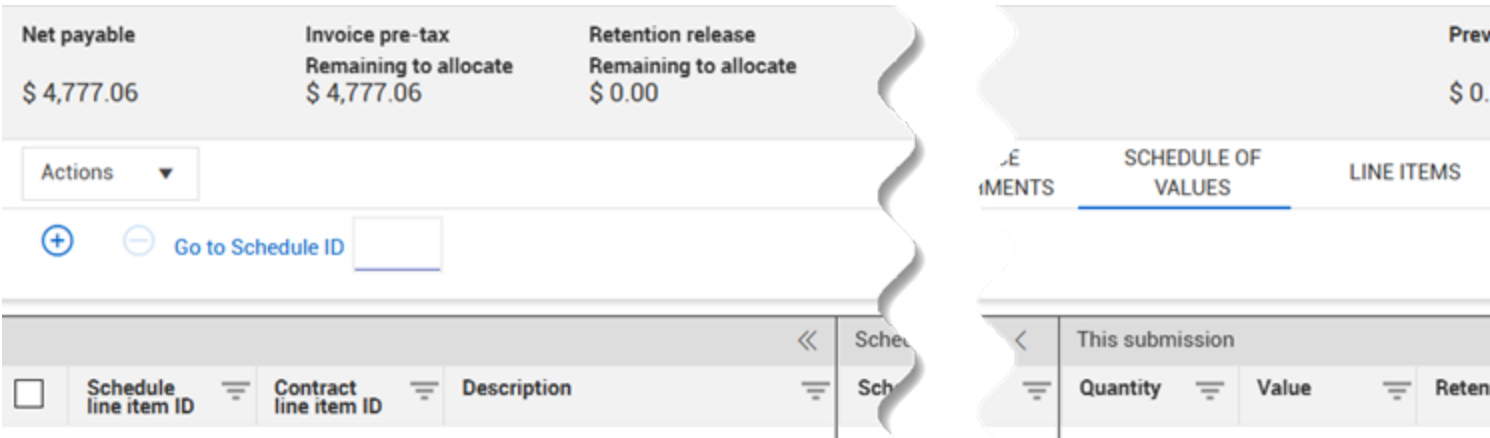 Net payable
Invoice pre-tax
Retention release
Remaining to allocate
Remaining to allocate
$ 4,777.06
$ 4,777.06
$ 0.00
$ 0.
Actions
SCHEDULE OF
VALUES
LINE ITEMS
Go to Schedule ID
This submission
Schedule
line item ID
Contract
line item ID
Description
Quantity
Value